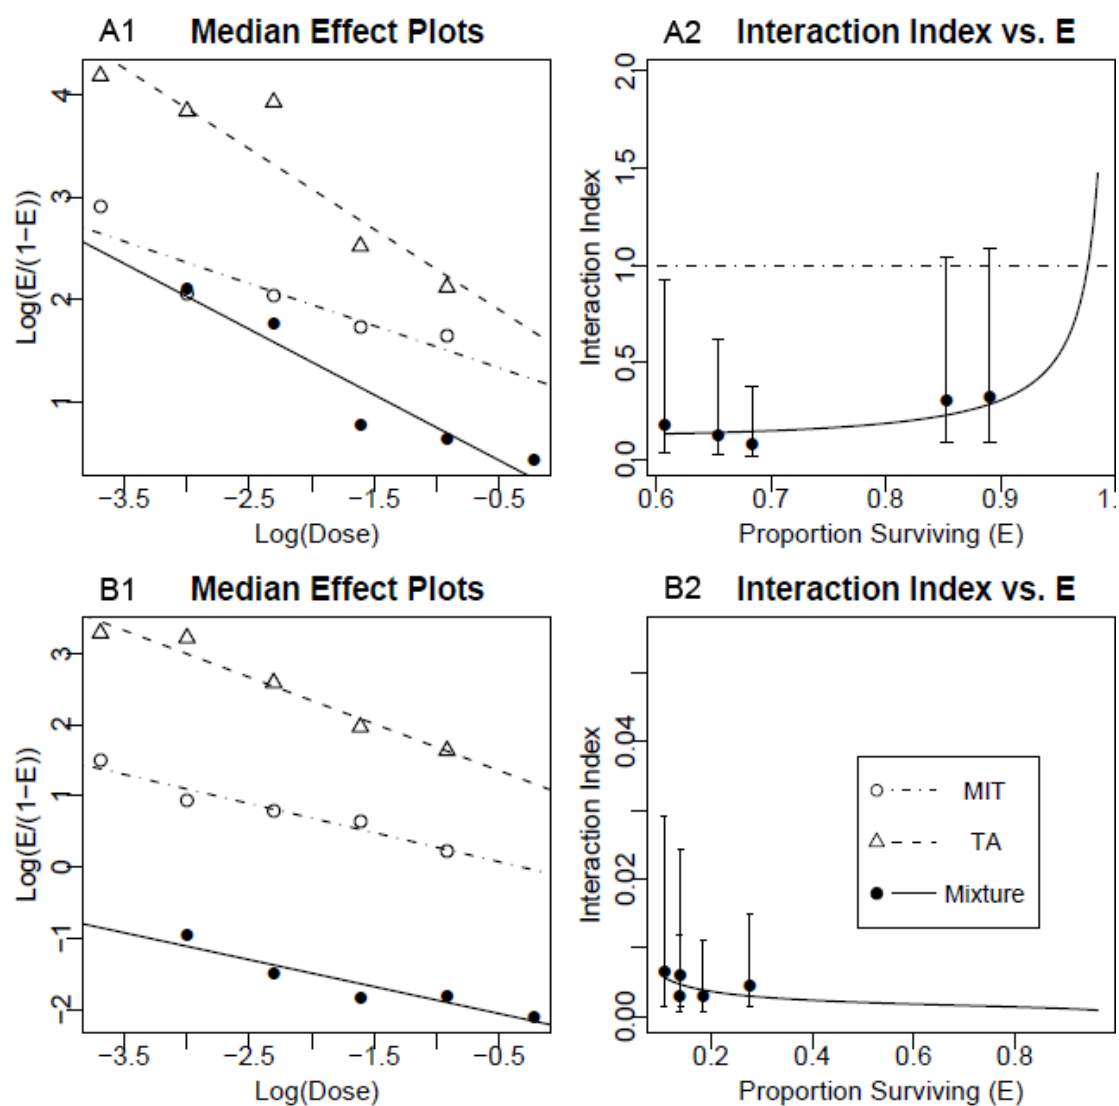 A1 Median Effect Plots
Log(E/(1−E))
4
3
2
1
−3.5 −2.5 −1.5 −0.5
Log(Dose)
A2 Interaction Index vs. E
Interaction Index
2.0
1.5
1.0
0.5
0.0
0.6 0.7 0.8 0.9 1.
Proportion Surviving (E)
B1 Median Effect Plots
Log(E/(1−E))
3
2
1
0
−1
−2
−3.5 −2.5 −1.5 −0.5
Log(Dose)
B2 Interaction Index vs. E
Interaction Index
0.04
0.02
0.00
MIT
TA
Mixture
0.2 0.4 0.6 0.8
Proportion Surviving (E)